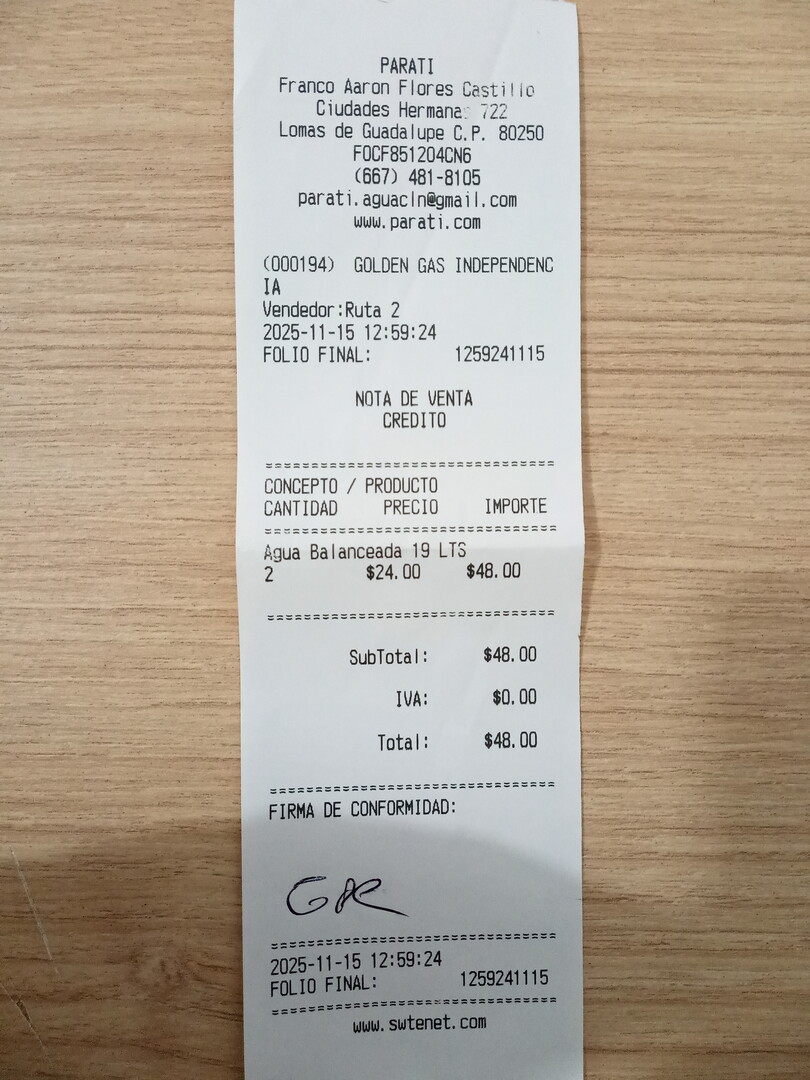 PARATI
Franco Aaron Flores Castillo
Ciudades Hermana 722
Lomas de Guadalupe C.P. 80250
FOCF851204CN6
(667) 481-8105
parati.aguacln@gmail.com
www.parati.com
(000194) GOLDEN GAS INDEPENDENC
IA
Vendedor:Ruta 2
2025-11-15 12:59:24
FOLIO FINAL: 1259241115
NOTA DE VENTA
CREDITO
================================
CONCEPTO / PRODUCTO
CANTIDAD PRECIO IMPORTE
================================
Agua Balanceada 19 LTS
2 $24.00 $48.00
================================
SubTotal: $48.00
IVA: $0.00
Total: $48.00
================================
FIRMA DE CONFORMIDAD:
================================
2025-11-15 12:59:24
FOLIO FINAL: 1259241115
================================
www.swtenet.com